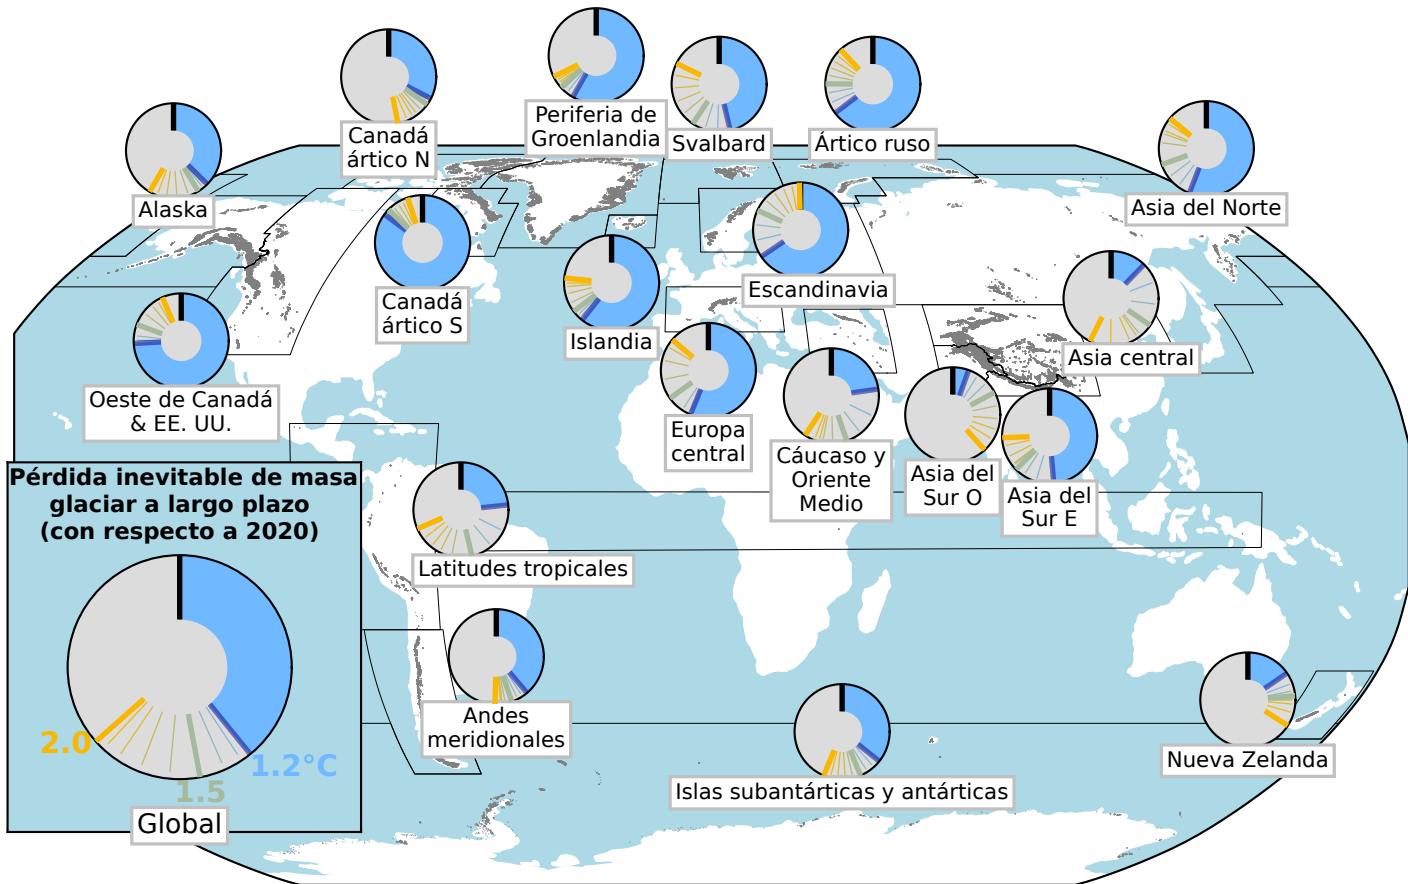 Canadá
ártico N
Periferia de
Groenlandia
Svalbard
Ártico ruso
Alaska
Asia del Norte
Canadá
ártico S
Islandia
Escandinavia
Asia central
Oeste de Canadá
& EE. UU.
Europa
central
Cáucaso y
Oriente
Medio
Asia del
Sur O
Asia del
Sur E
Latitudes tropicales
Andes
meridionales
Islas subantárticas y antárticas
Nueva Zelanda
Pérdida inevitable de masa
glaciar a largo plazo
(con respecto a 2020)
2.0
1.2°C
1.5
Global